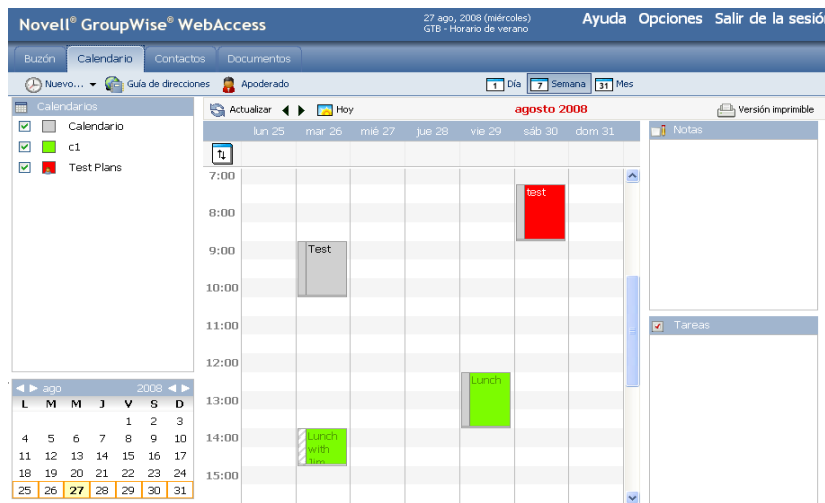 Novell® GroupWise® WebAccess
27 ago, 2008 (miércoles)
GTB - Horario de verano
Ayuda Opciones Salir de la sesió
Buzón Calendario Contactos Documentos
Nuevo... Guía de direcciones Apoderado
1 Día 7 Semana 31 Mes
Calendarios
Calendario
c1
Test Plans
Actualizar Hoy agosto 2008 Versión imprimible
lun 25 mar 26 mié 27 jue 28 vie 29 sáb 30 dom 31
7:00
test
8:00
9:00
Test
10:00
11:00
12:00
Lunch
13:00
14:00
Lunch
with
Jim
15:00
Notas
Tareas
ago 2008
L M M J V S D
1 2 3
4 5 6 7 8 9 10
11 12 13 14 15 16 17
18 19 20 21 22 23 24
25 26 27 28 29 30 31